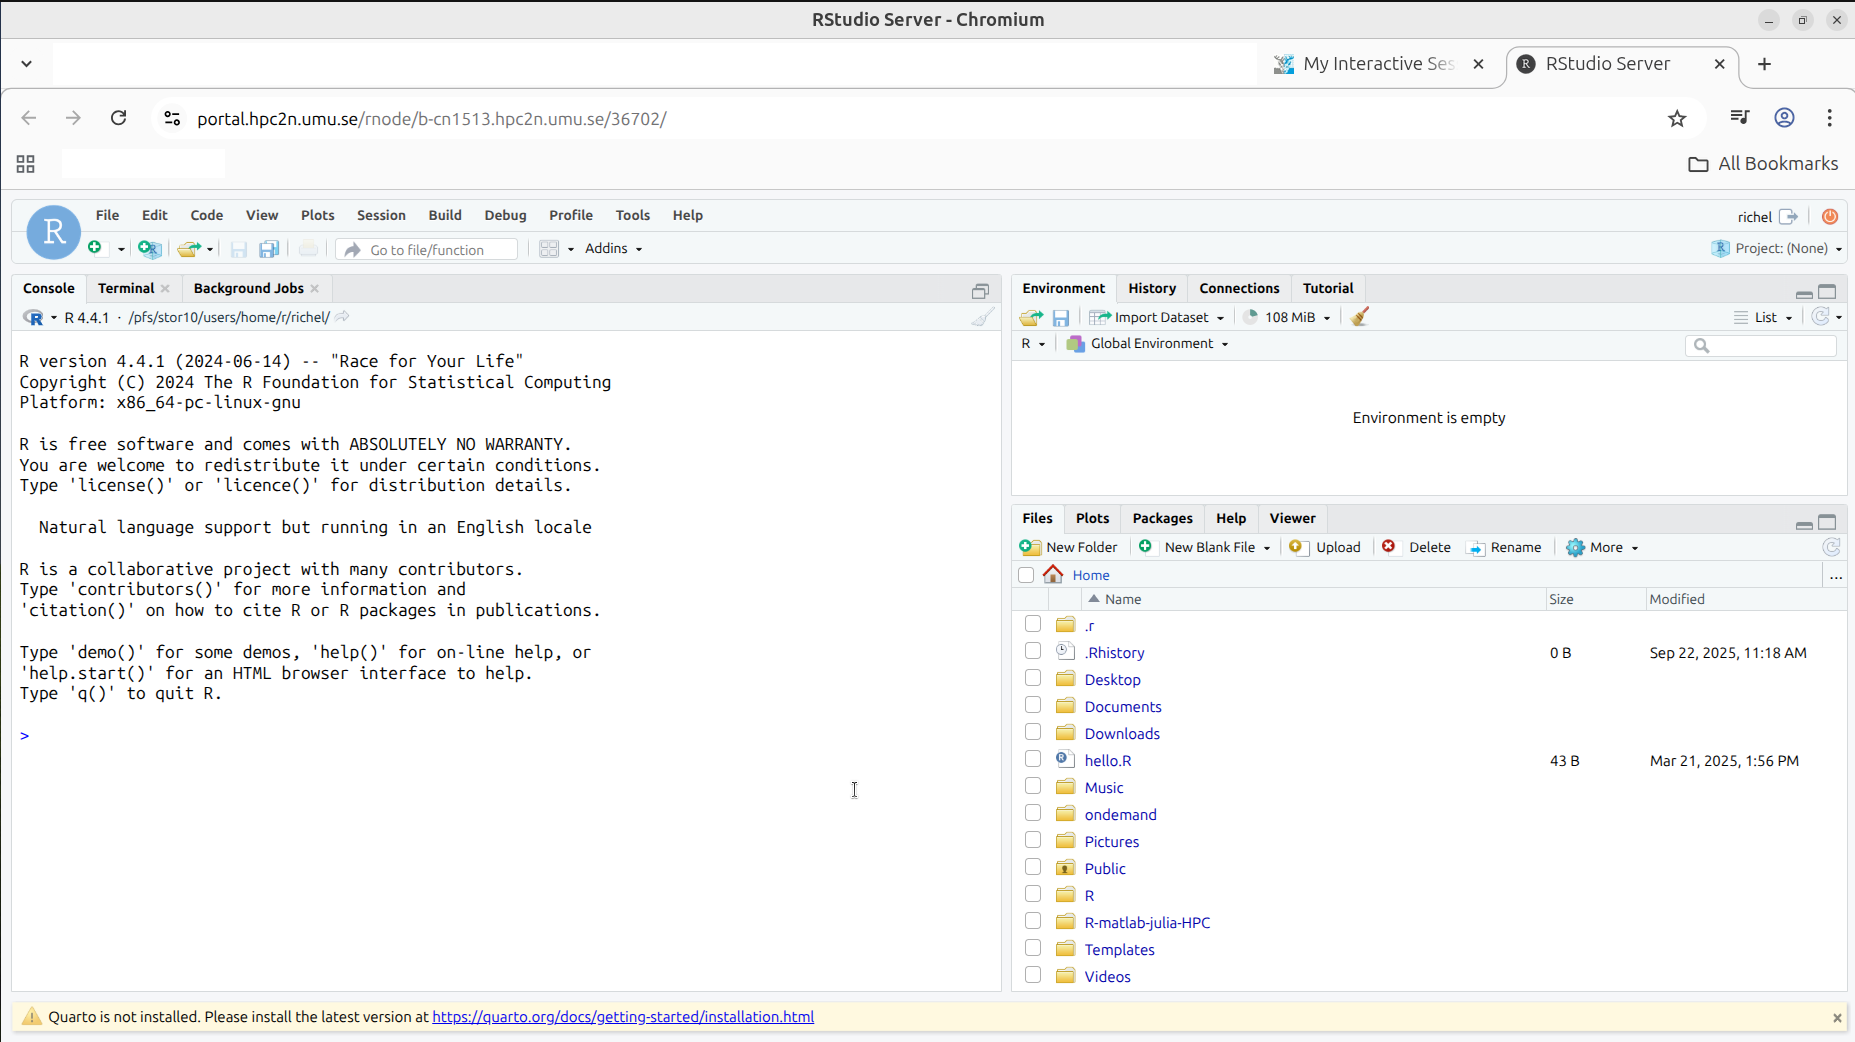 RStudio Server - Chromium
My Interactive Ses
RStudio Server
portal.hpc2n.umu.se/rnode/b-cn1513.hpc2n.umu.se/36702/
All Bookmarks
R
File Edit Code View Plots Session Build Debug Profile Tools Help
richel
Go to file/function
Addins
Project: (None)
Console Terminal Background Jobs
R 4.4.1 · /pfs/stor10/users/home/r/richel/
R version 4.4.1 (2024-06-14) -- "Race for Your Life"
Copyright (C) 2024 The R Foundation for Statistical Computing
Platform: x86_64-pc-linux-gnu
R is free software and comes with ABSOLUTELY NO WARRANTY.
You are welcome to redistribute it under certain conditions.
Type 'license()' or 'licence()' for distribution details.
Natural language support but running in an English locale
R is a collaborative project with many contributors.
Type 'contributors()' for more information and
'citation()' on how to cite R or R packages in publications.
Type 'demo()' for some demos, 'help()' for on-line help, or
'help.start()' for an HTML browser interface to help.
Type 'q()' to quit R.
>
Environment History Connections Tutorial
Import Dataset 108 MiB List
R Global Environment
Environment is empty
Files Plots Packages Help Viewer
New Folder New Blank File Upload Delete Rename More
Home ...
Name Size Modified
.r
.Rhistory 0 B Sep 22, 2025, 11:18 AM
Desktop
Documents
Downloads
hello.R 43 B Mar 21, 2025, 1:56 PM
Music
ondemand
Pictures
Public
R
R-matlab-julia-HPC
Templates
Videos
Quarto is not installed. Please install the latest version at https://quarto.org/docs/getting-started/installation.html